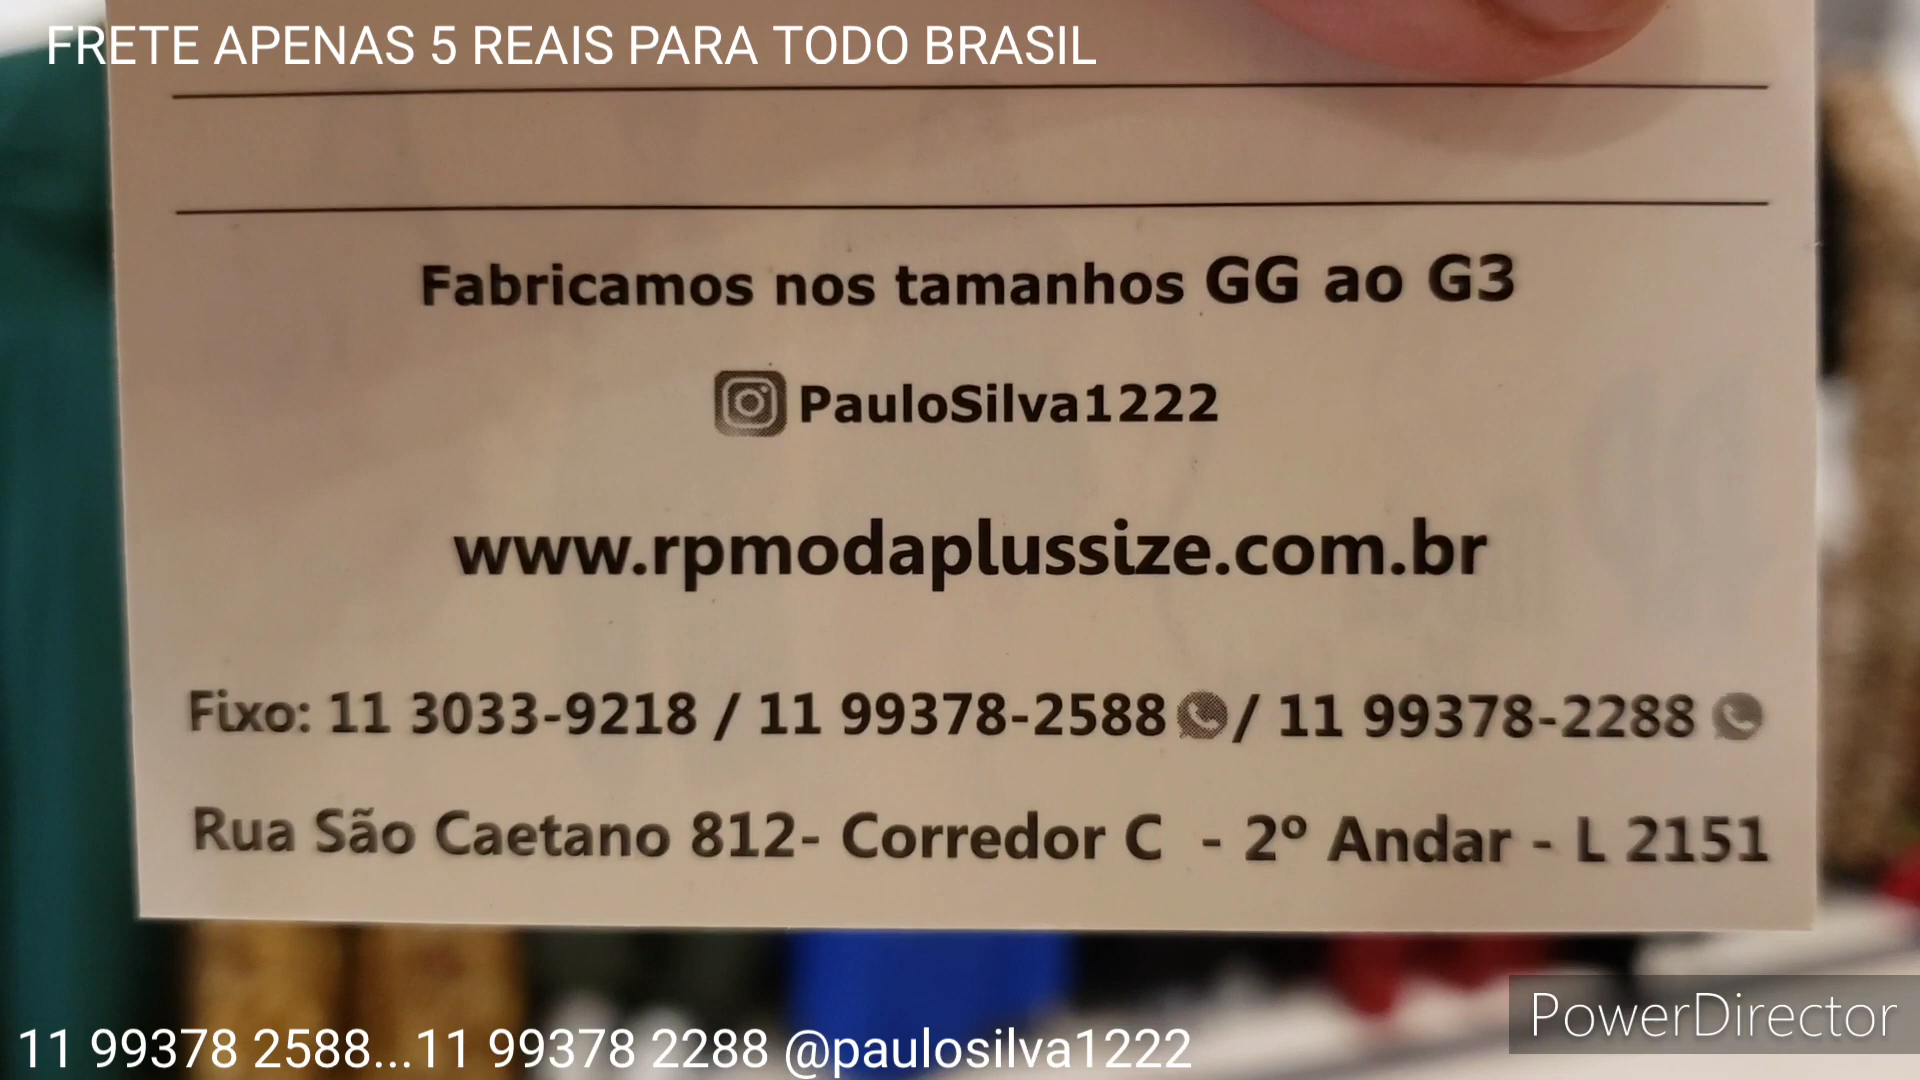 FRETE APENAS 5 REAIS PARA TODO BRASIL
Fabricamos nos tamanhos GG ao G3
PauloSilva1222
www.rpmodaplussize.com.br
Fixo: 11 3033-9218 / 11 99378-2588 / 11 99378-2288
Rua São Caetano 812- Corredor C - 2º Andar - L 2151
PowerDirector
11 99378 2588...11 99378 2288 @paulosilva1222